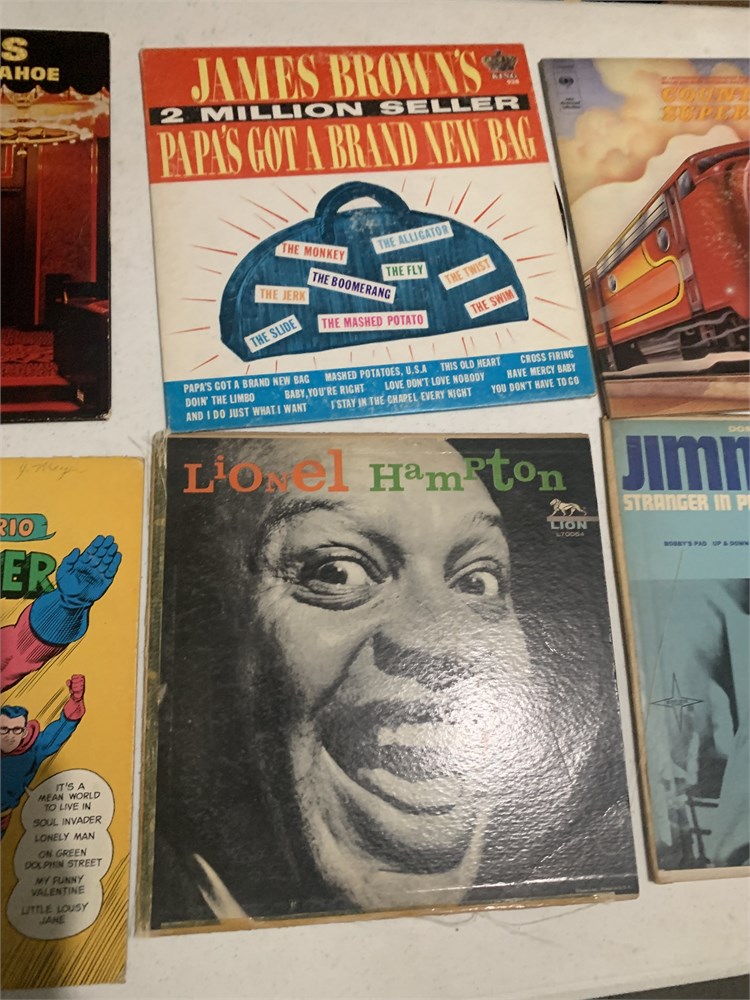 S
AHOE
JAMES BROWN'S
KING
938
2 MILLION SELLER
PAPA'S GOT A BRAND NEW BAG
THE MONKEY
THE ALLIGATOR
THE FLY
THE TWIST
THE BOOMERANG
THE JERK
THE SWIM
THE MASHED POTATO
THE SLIDE
PAPA'S GOT A BRAND NEW BAG MASHED POTATOES, U.S.A THIS OLD HEART CROSS FIRING
DOIN' THE LIMBO BABY, YOU'RE RIGHT LOVE DON'T LOVE NOBODY HAVE MERCY BABY
AND I DO JUST WHAT I WANT I STAY IN THE CHAPEL EVERY NIGHT YOU DON'T HAVE TO GO
COUNT
SUPER
RIO
ER
IT'S A
MEAN WORLD
TO LIVE IN
SOUL INVADER
LONELY MAN
ON GREEN
DOLPHIN STREET
MY FUNNY
VALENTINE
LITTLE LOUSY
JANE
LIONEL HAMPTON
LION
L70064
DON
JIMM
STRANGER IN P
BOBBY'S PAD UP & DOWN